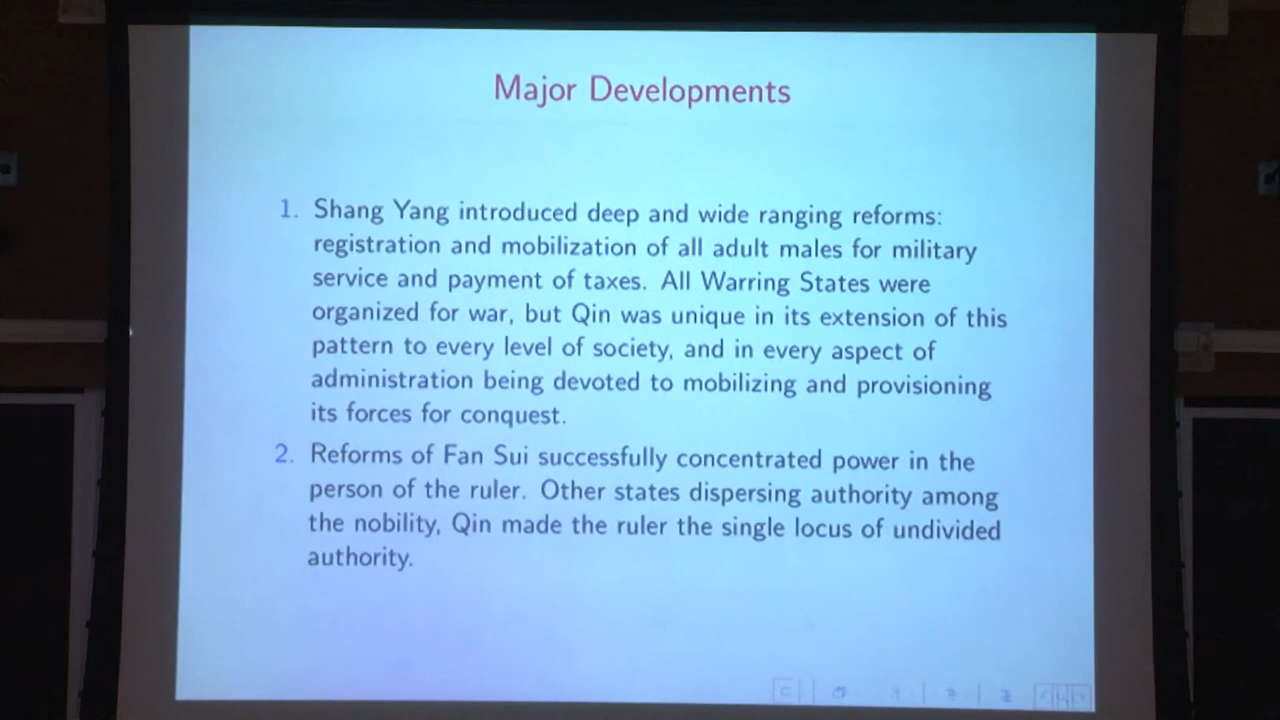 Major Developments
1. Shang Yang introduced deep and wide ranging reforms:
registration and mobilization of all adult males for military
service and payment of taxes. All Warring States were
organized for war, but Qin was unique in its extension of this
pattern to every level of society, and in every aspect of
administration being devoted to mobilizing and provisioning
its forces for conquest.
2. Reforms of Fan Sui successfully concentrated power in the
person of the ruler. Other states dispersing authority among
the nobility, Qin made the ruler the single locus of undivided
authority.